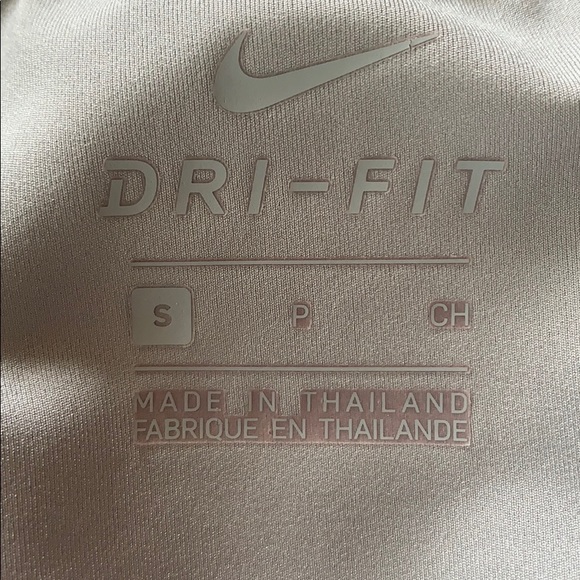 DRI-FIT
S P CH
MADE IN THAILAND
FABRIQUE EN THAILANDE